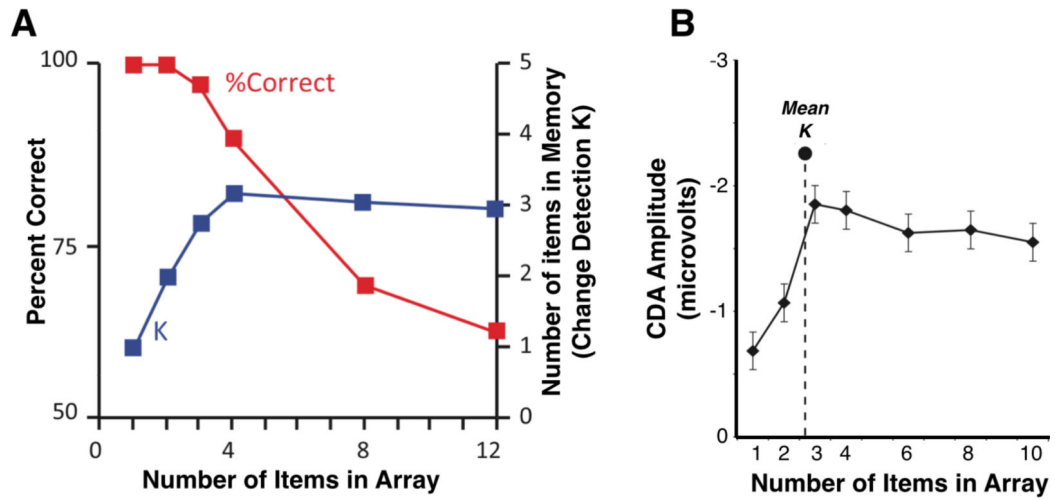 A
100
75
50
Percent Correct
%Correct
K
5
4
3
2
1
0
Number of items in Memory
(Change Detection K)
0
4
8
12
Number of Items in Array
B
-3
-2
-1
0
CDA Amplitude
(microvolts)
Mean
K
1 2 3 4 6 8 10
Number of Items in Array